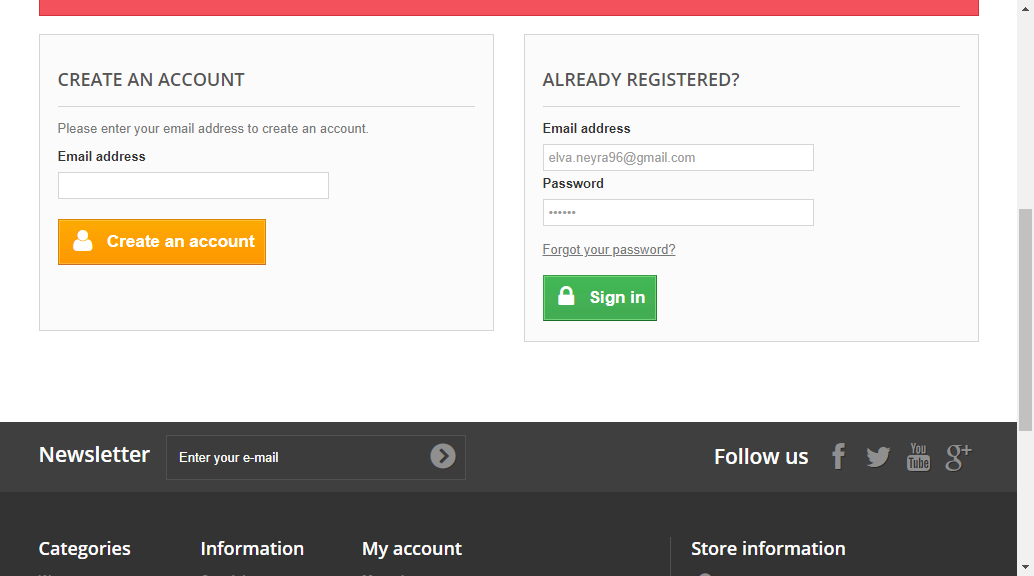 CREATE AN ACCOUNT
Please enter your email address to create an account.
Email address
Create an account
ALREADY REGISTERED?
Email address
elva.neyra96@gmail.com
Password
••••••
Forgot your password?
Sign in
Newsletter
Enter your e-mail
Follow us
You
Tube
g+
Categories
Information
My account
Store information